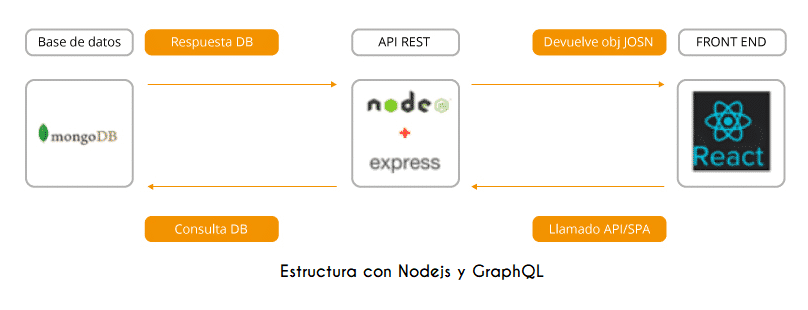 Base de datos
Respuesta DB
API REST
Devuelve obj JOSN
FRONT END
mongoDB
node
+
express
React
Consulta DB
Llamado API/SPA
Estructura con Nodejs y GraphQL